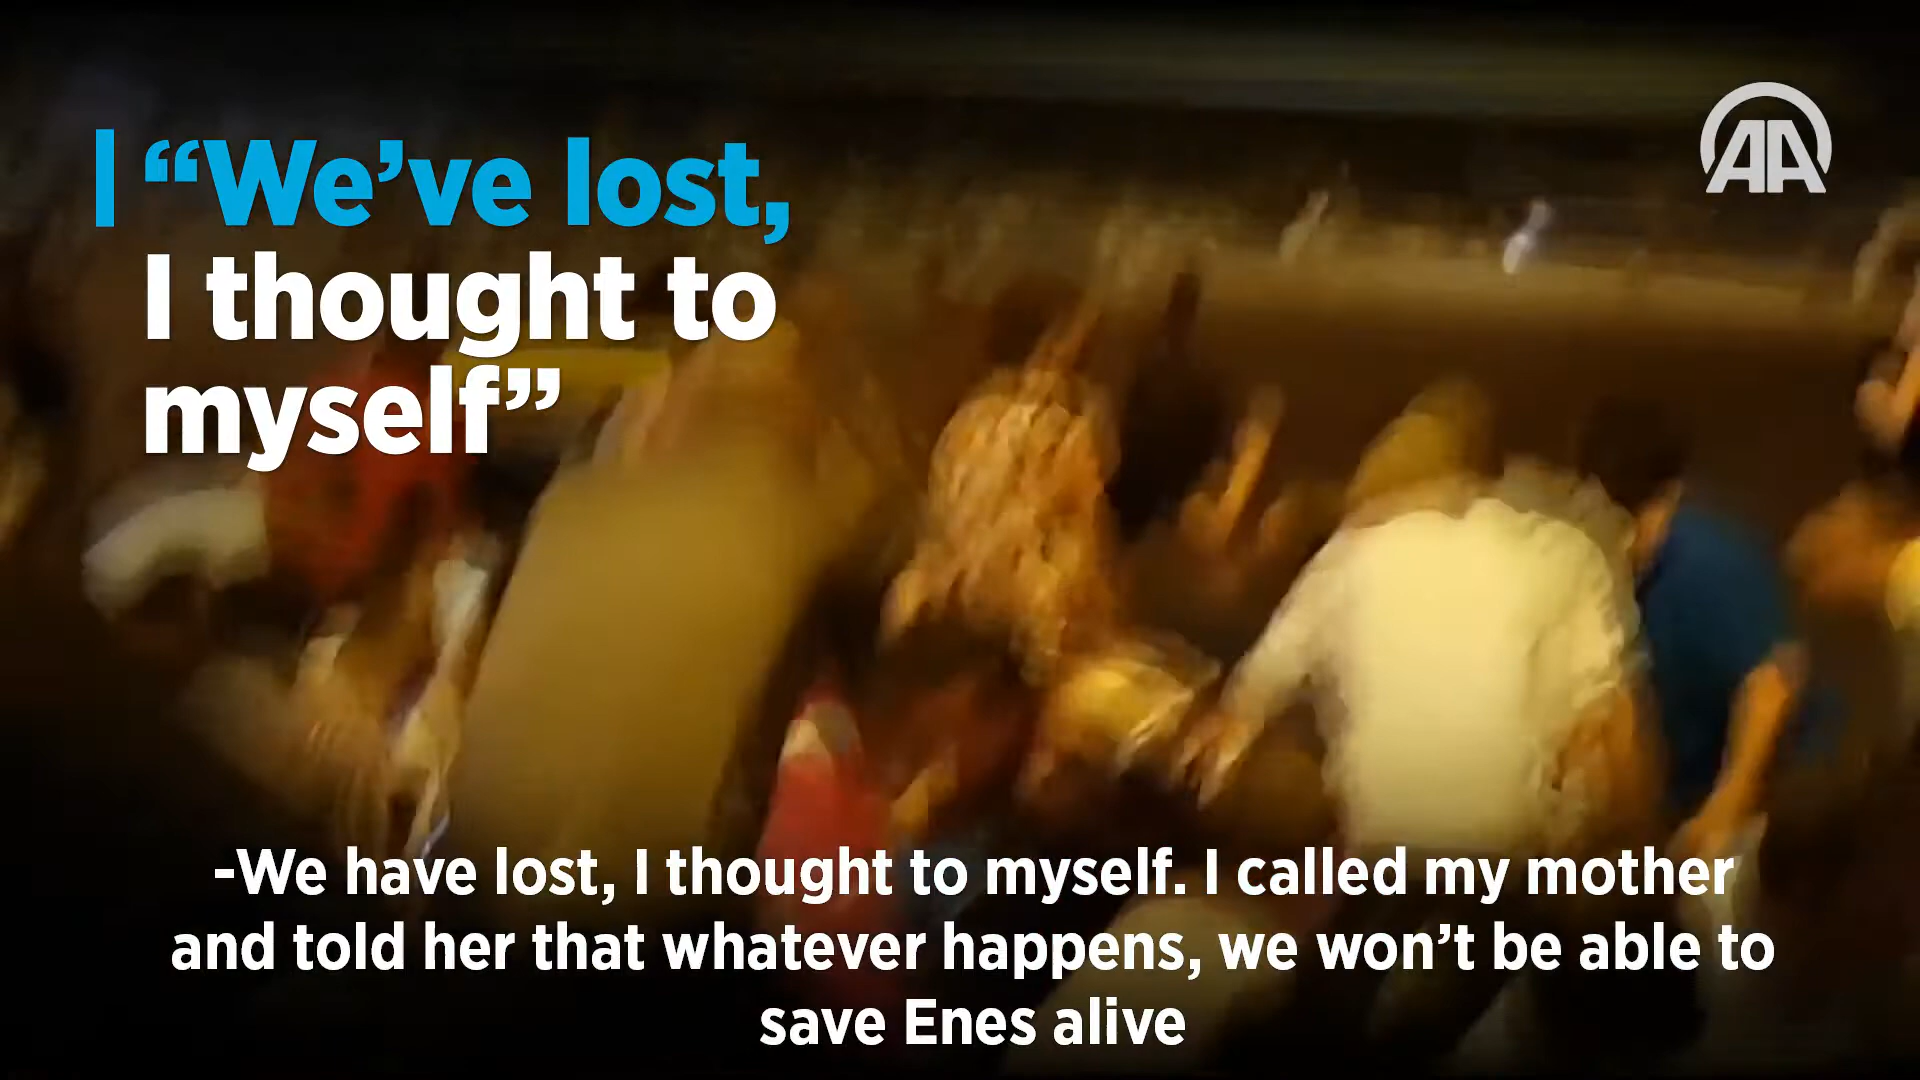 “We’ve lost,
I thought to
myself”
AA
-We have lost, I thought to myself. I called my mother
and told her that whatever happens, we won’t be able to
save Enes alive